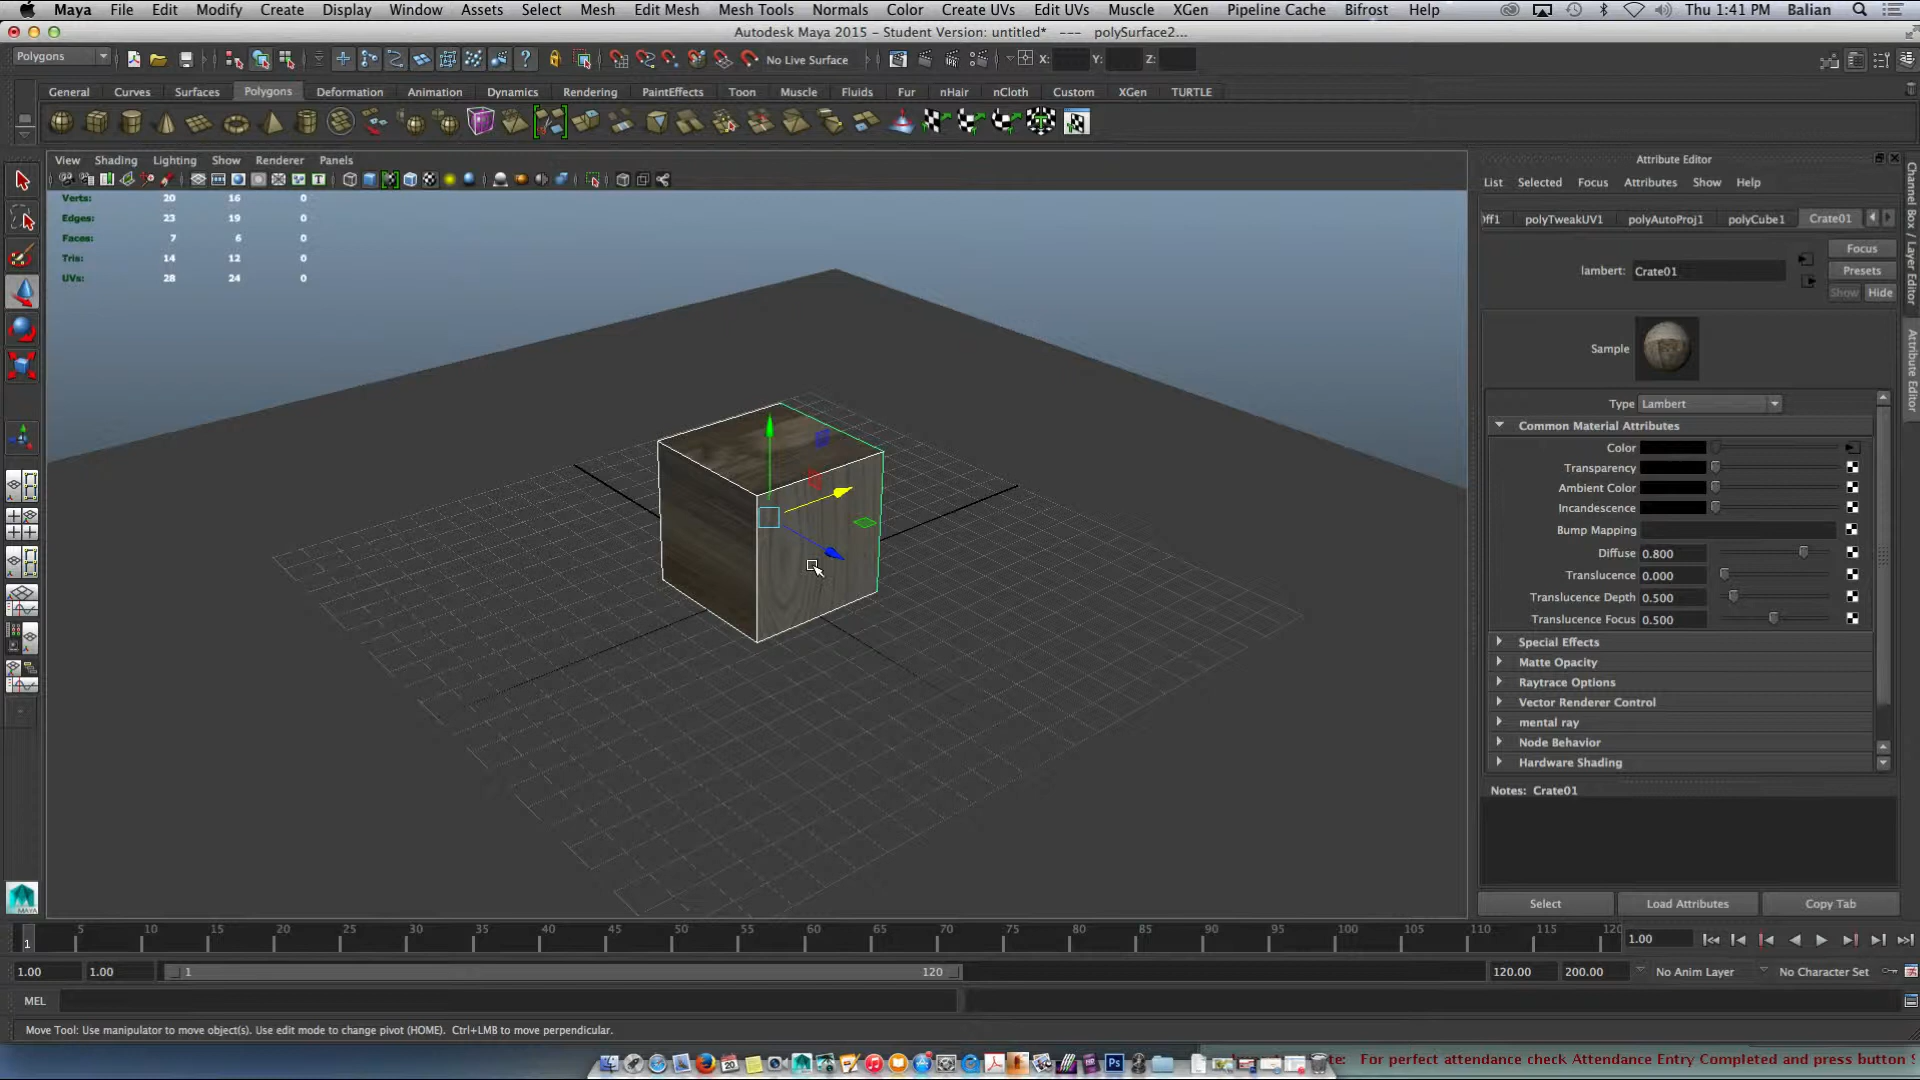 Maya File Edit Modify Create Display Window Assets Select Mesh Edit Mesh Mesh Tools Normals Color Create UVs Edit UVs Muscle XGen Pipeline Cache Bifrost Help Thu 1:41 PM Balian
Autodesk Maya 2015 - Student Version: untitled* --- polySurface2...
Polygons No Live Surface X: Y: Z:
General Curves Surfaces Polygons Deformation Animation Dynamics Rendering PaintEffects Toon Muscle Fluids Fur nHair nCloth Custom XGen TURTLE
View Shading Lighting Show Renderer Panels
Verts: 20 16 0
Edges: 23 19 0
Faces: 7 6 0
Tris: 14 12 0
UVs: 28 24 0
Attribute Editor
List Selected Focus Attributes Show Help
polyTweakUV1 polyAutoProj1 polyCube1 Crate01
Focus
lambert: Crate01
Presets
Show Hide
Sample
Type Lambert
Common Material Attributes
Color
Transparency
Ambient Color
Incandescence
Bump Mapping
Diffuse 0.800
Translucence 0.000
Translucence Depth 0.500
Translucence Focus 0.500
Special Effects
Matte Opacity
Raytrace Options
Vector Renderer Control
mental ray
Node Behavior
Hardware Shading
Notes: Crate01
Select Load Attributes Copy Tab
Channel Box / Layer Editor
Attribute Editor
MAYA
1 5 10 15 20 25 30 35 40 45 50 55 60 65 70 75 80 85 90 95 100 105 110 115 120 1.00
1.00 1.00 1 120 120.00 200.00 No Anim Layer No Character Set
MEL
Move Tool: Use manipulator to move object(s). Use edit mode to change pivot (HOME). Ctrl+LMB to move perpendicular.
For perfect attendance check Attendance Entry Completed and press button